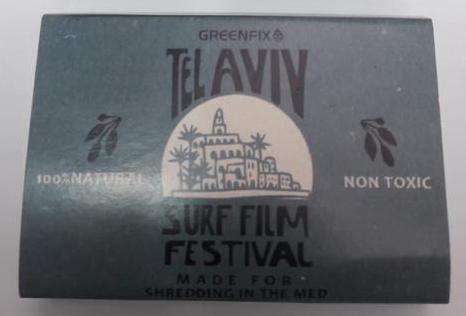 GREENFIX
TEL AVIV
100% NATURAL
NON TOXIC
SURF FILM
FESTIVAL
MADE FOR
SHREDDING IN THE MED